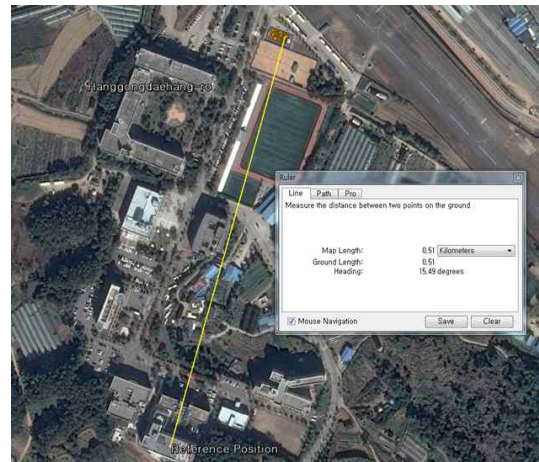 Hanggongdaehang-ro
Ruler
Line Path Pro
Measure the distance between two points on the ground
Map Length: 0,51 Kilometers
Ground Length: 0,51
Heading: 15,49 degrees
Mouse Navigation Save Clear
Reference Position